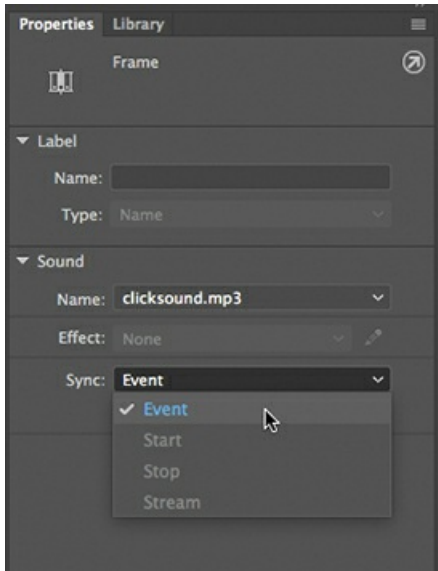 Properties Library
Frame
Label
Name:
Type: Name
Sound
Name: clicksound.mp3
Effect: None
Sync: Event
Event
Start
Stop
Stream